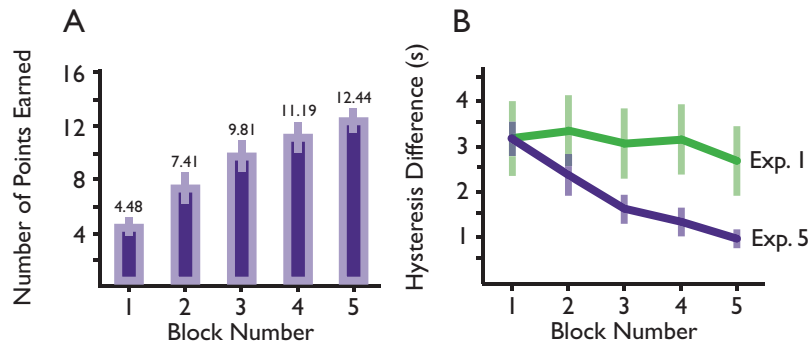 A
Number of Points Earned
16
12
8
4
4.48
7.41
9.81
11.19
12.44
1
2
3
4
5
Block Number
B
Hysteresis Difference (s)
4
3
2
1
Exp. 1
Exp. 5
1
2
3
4
5
Block Number